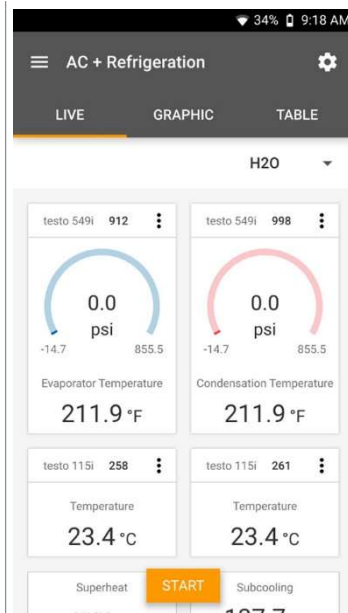 34% 9:18 AM
AC + Refrigeration
LIVE GRAPHIC TABLE
H2O
testo 549i 912 testo 549i 998
0.0 0.0
psi psi
-14.7 855.5 -14.7 855.5
Evaporator Temperature Condensation Temperature
211.9 °F 211.9 °F
testo 115i 258 testo 115i 261
Temperature Temperature
23.4 °C 23.4 °C
Superheat START Subcooling